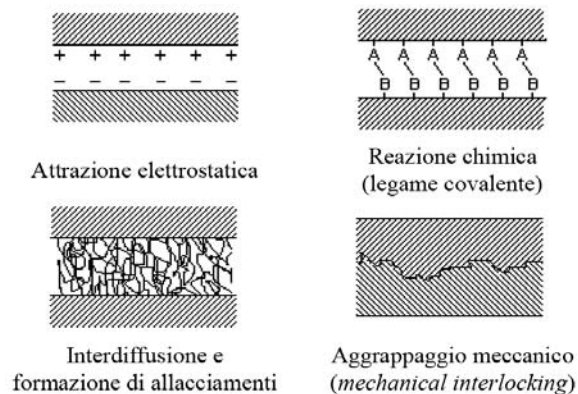 + + + + + +
– – – – – –
Attrazione elettrostatica
A A A A A A
B B B B B B
Reazione chimica
(legame covalente)
Interdiffusione e
formazione di allacciamenti
Aggrappaggio meccanico
(mechanical interlocking)